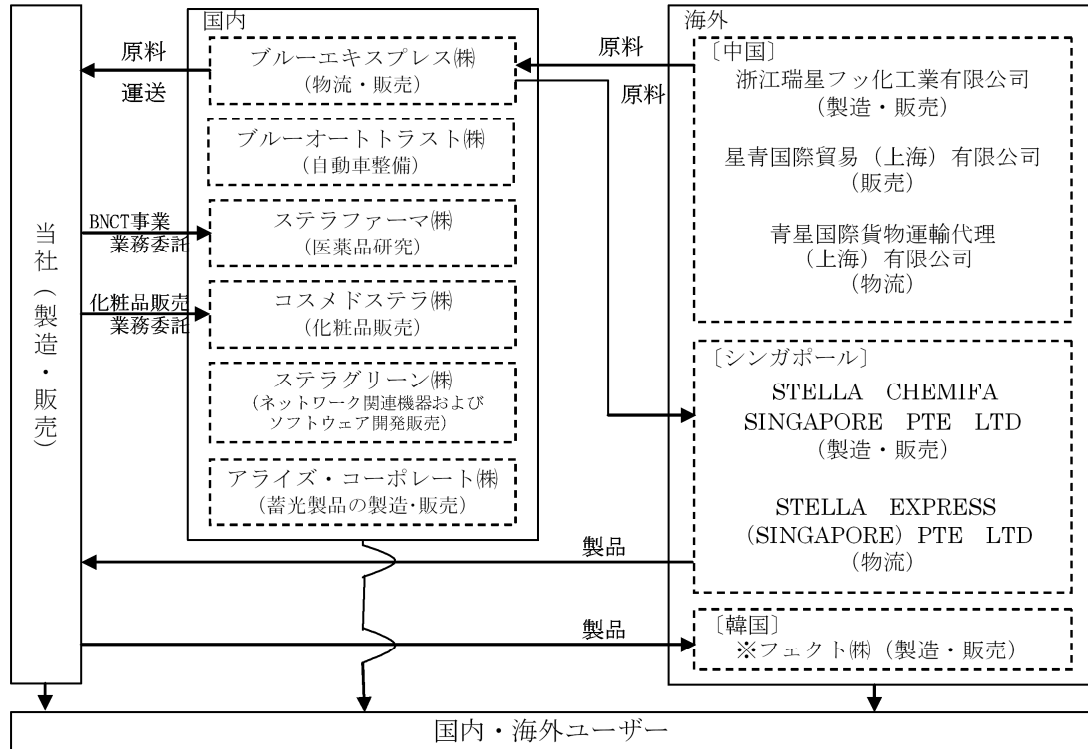 国内
海外
原料
運送
ブルーエキスプレス㈱
(物流・販売)
原料
原料
〔中国〕
浙江瑞星フッ化工業有限公司
(製造・販売)
星青国際貿易（上海）有限公司
(販売)
青星国際貨物運輸代理
（上海）有限公司
(物流)
ブルーオートトラスト㈱
(自動車整備)
当社（製造・販売）
BNCT事業
業務委託
ステラファーマ㈱
(医薬品研究)
化粧品販売
業務委託
コスメドステラ㈱
(化粧品販売)
ステラグリーン㈱
(ネットワーク関連機器および
ソフトウェア開発販売)
アライズ・コーポレート㈱
(蓄光製品の製造・販売)
〔シンガポール〕
STELLA CHEMIFA
SINGAPORE PTE LTD
(製造・販売)
STELLA EXPRESS
(SINGAPORE) PTE LTD
(物流)
製品
製品
〔韓国〕
※フェクト㈱（製造・販売）
国内・海外ユーザー